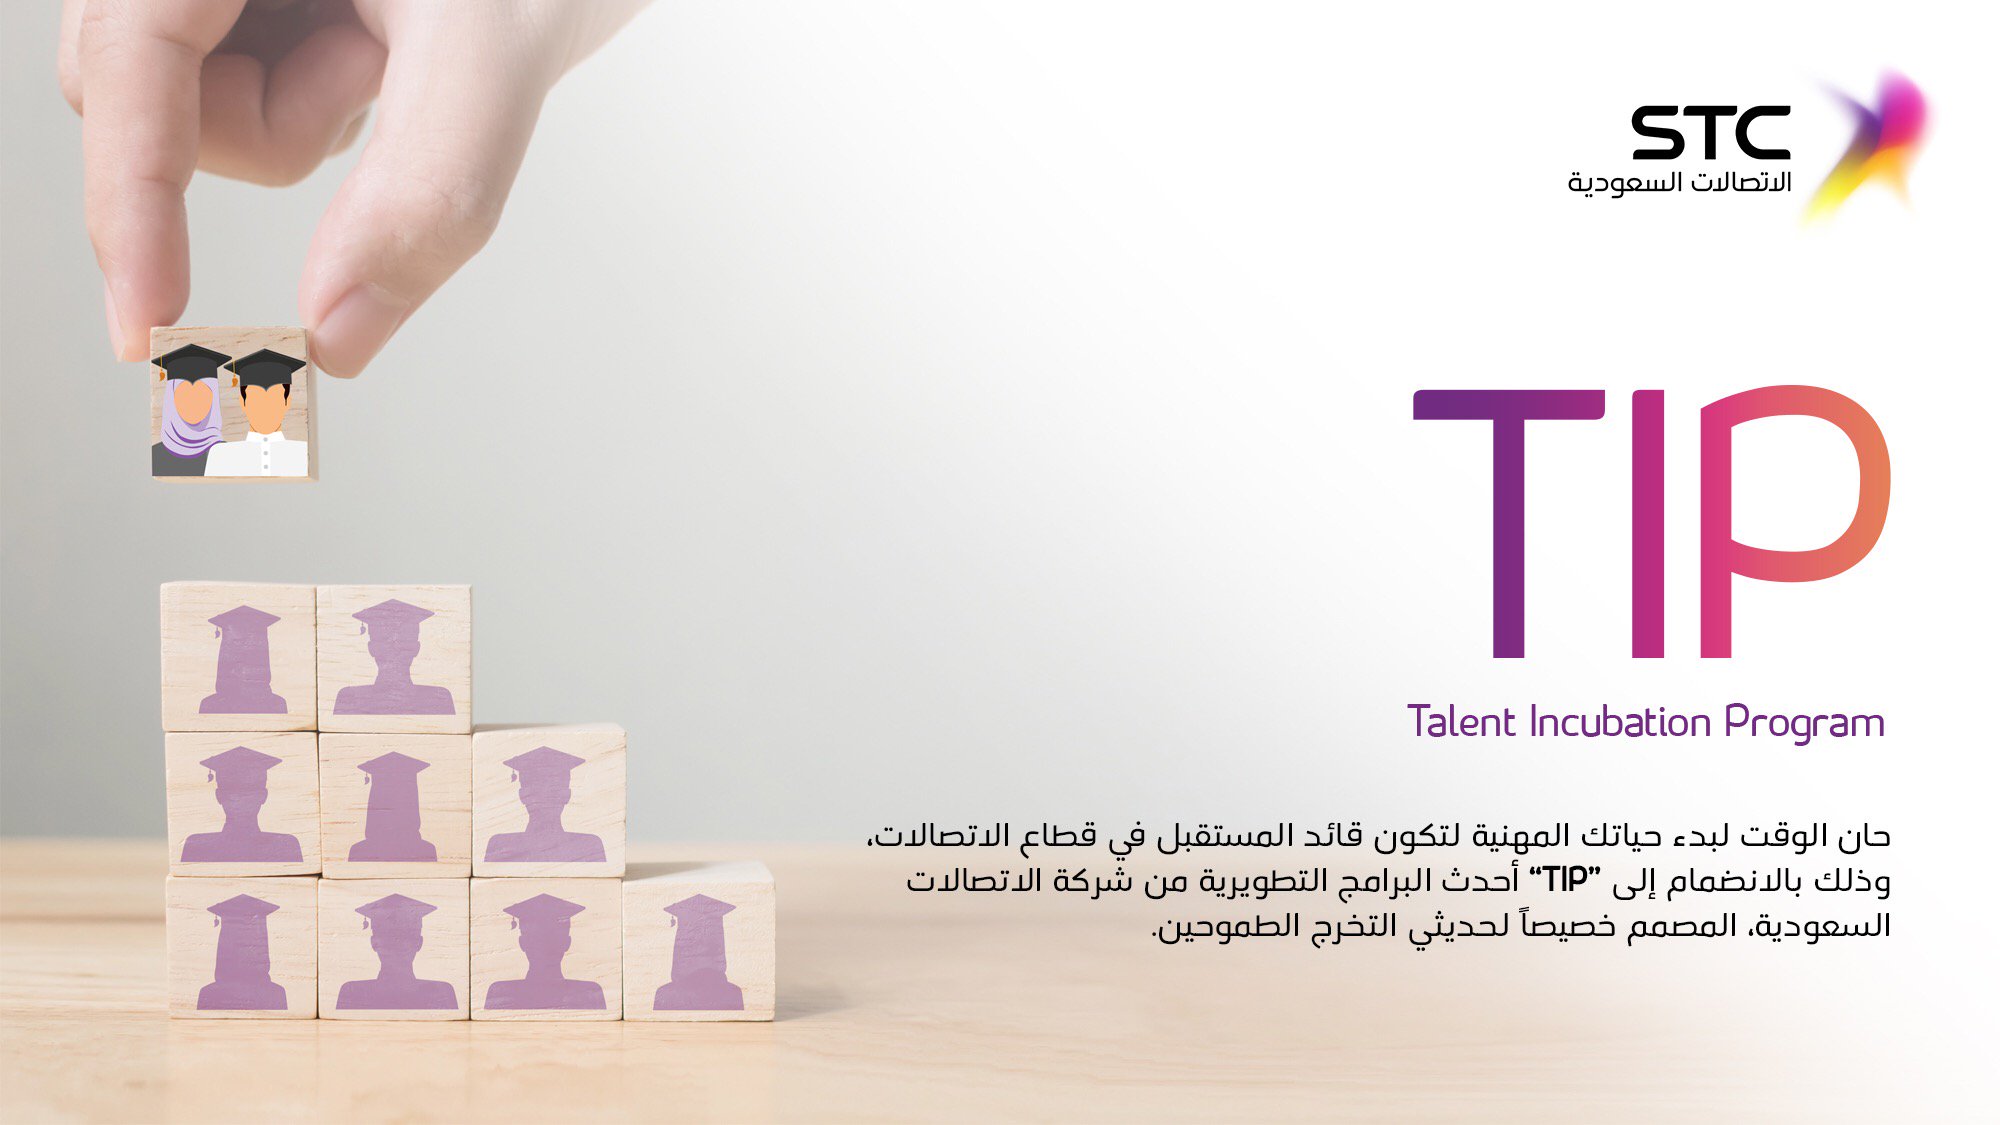 STC
الاتصالات السعودية
TIP
Talent Incubation Program
حان الوقت لبدء حياتك المهنية لتكون قائد المستقبل في قطاع الاتصالات،
وذلك بالانضمام إلى ”TIP“ أحدث البرامج التطويرية من شركة الاتصالات
السعودية، المصمم خصيصاً لحديثي التخرج الطموحين.